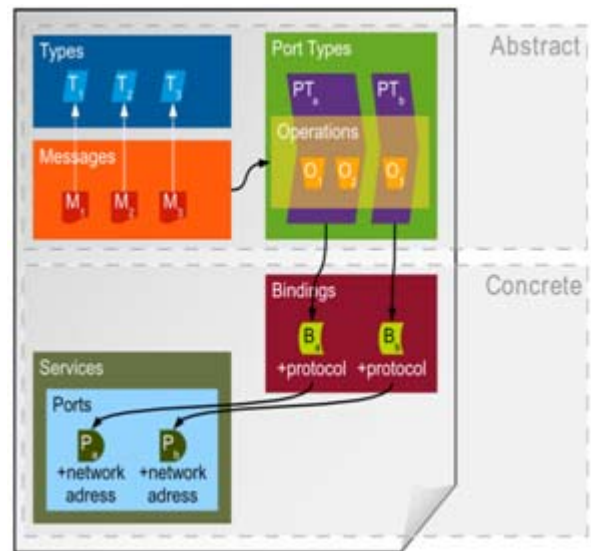 Abstract
Types
T1 T2 T3
Messages
M1 M2 M3
Port Types
PTa PTb
Operations
O1 O2 O3
Concrete
Bindings
Ba Bb
+protocol +protocol
Services
Ports
Pa Pb
+network +network
adress adress